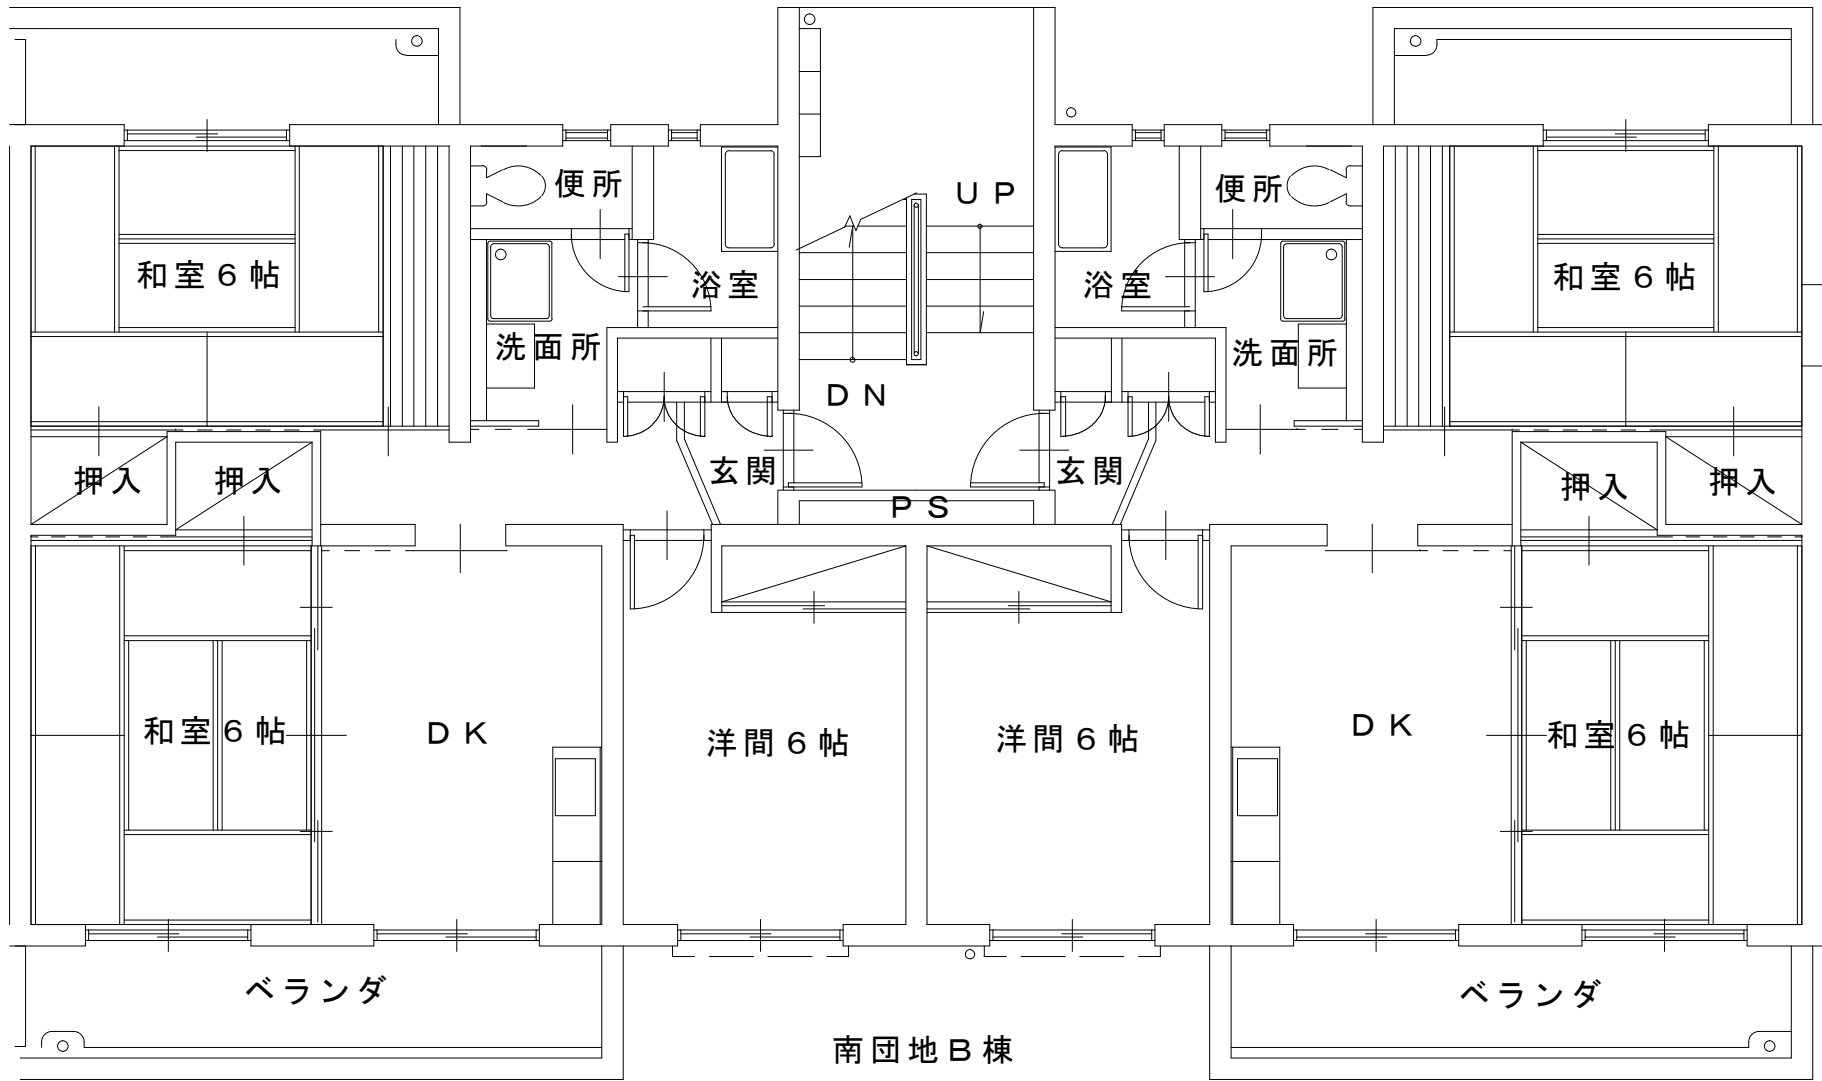 UP
便所
便所
和室6帖
浴室
浴室
和室6帖
洗面所
洗面所
DN
押入
押入
玄関
玄関
押入
押入
PS
和室6帖
DK
洋間6帖
洋間6帖
DK
和室6帖
ベランダ
ベランダ
南団地B棟